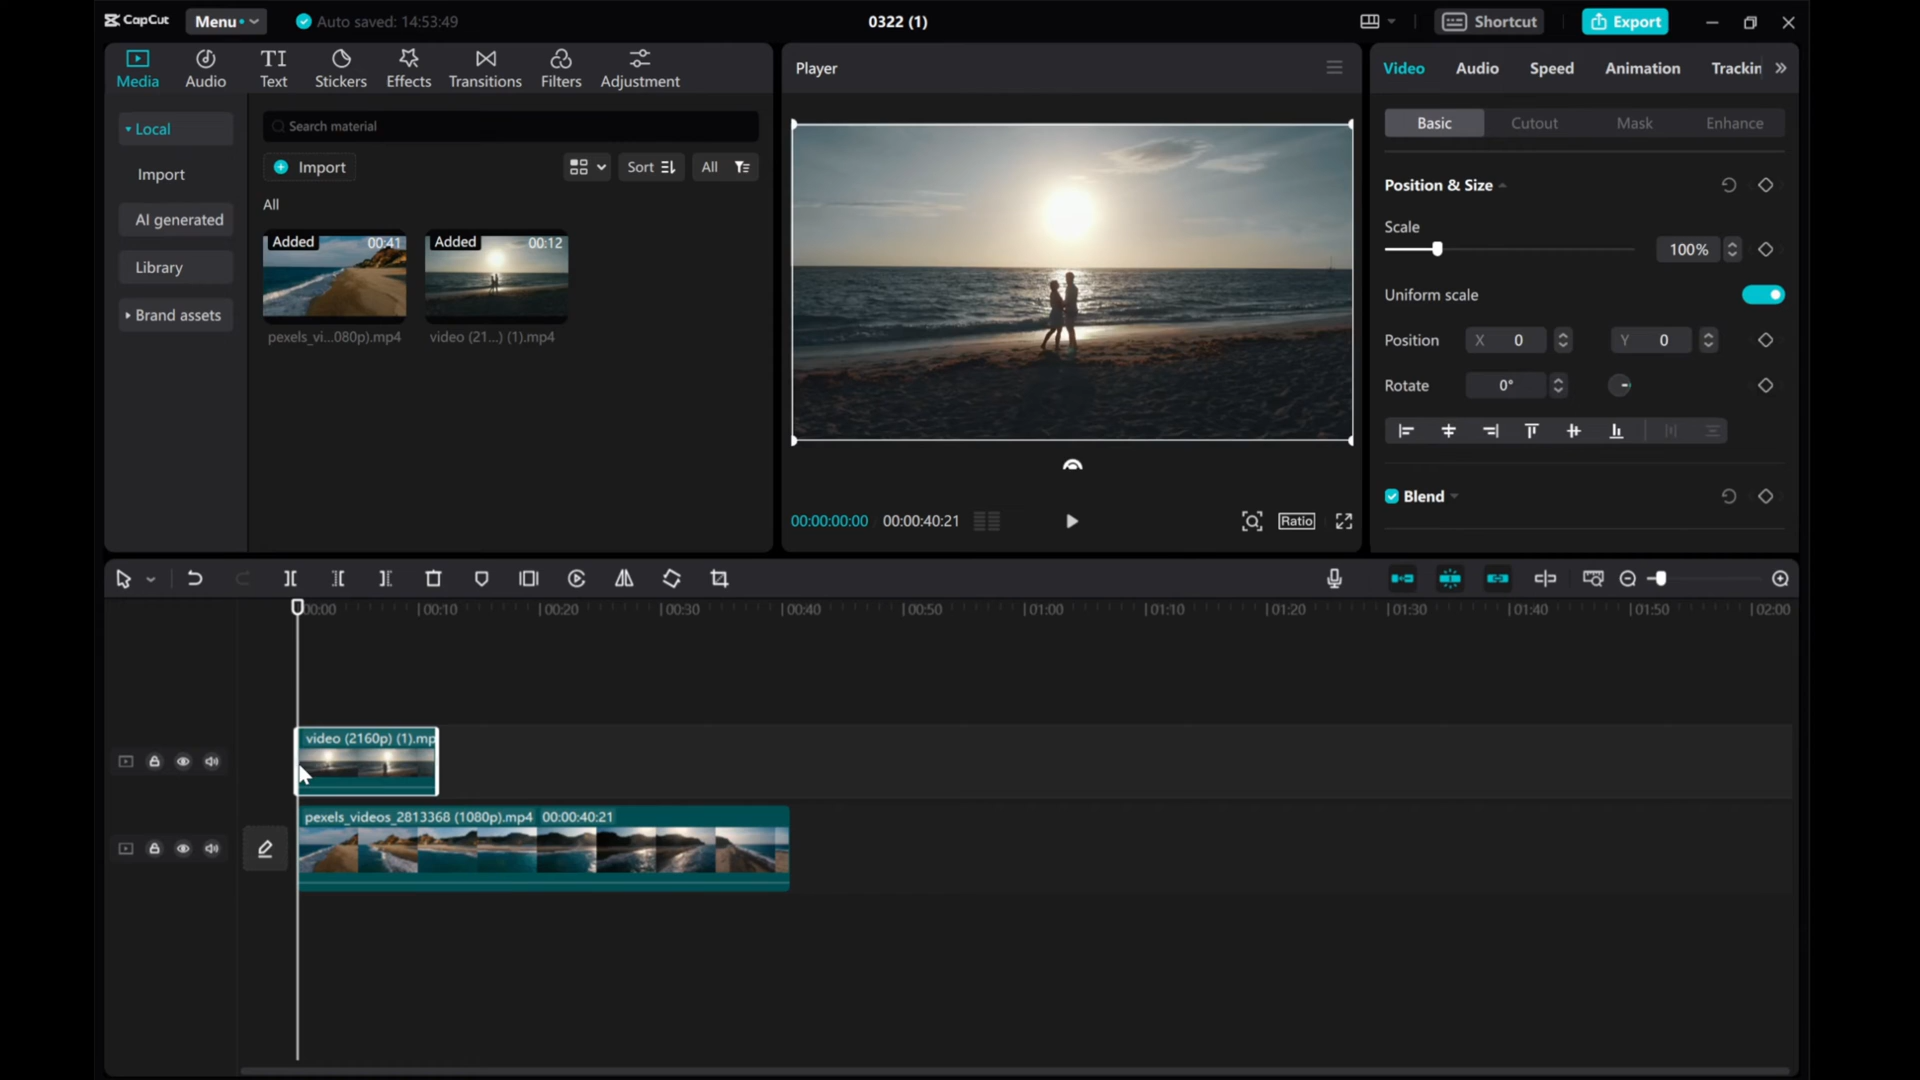 CapCut
Menu
Auto saved: 14:53:49
0322 (1)
Shortcut
Export
Media
Audio
Text
Stickers
Effects
Transitions
Filters
Adjustment
Player
Video
Audio
Speed
Animation
Trackin
Local
Import
AI generated
Library
Brand assets
Search material
Import
Sort
All
All
Added
00:41
Added
00:12
pexels_vi...080p).mp4
video (21...) (1).mp4
Basic
Cutout
Mask
Enhance
Position & Size
Scale
100%
Uniform scale
Position
X 0
Y 0
Rotate
0°
Blend
00:00:00:00
00:00:40:21
Ratio
00:00
00:10
00:20
00:30
00:40
00:50
01:00
01:10
01:20
01:30
01:40
01:50
02:00
video (2160p) (1).mp
pexels_videos_2813368 (1080p).mp4 00:00:40:21